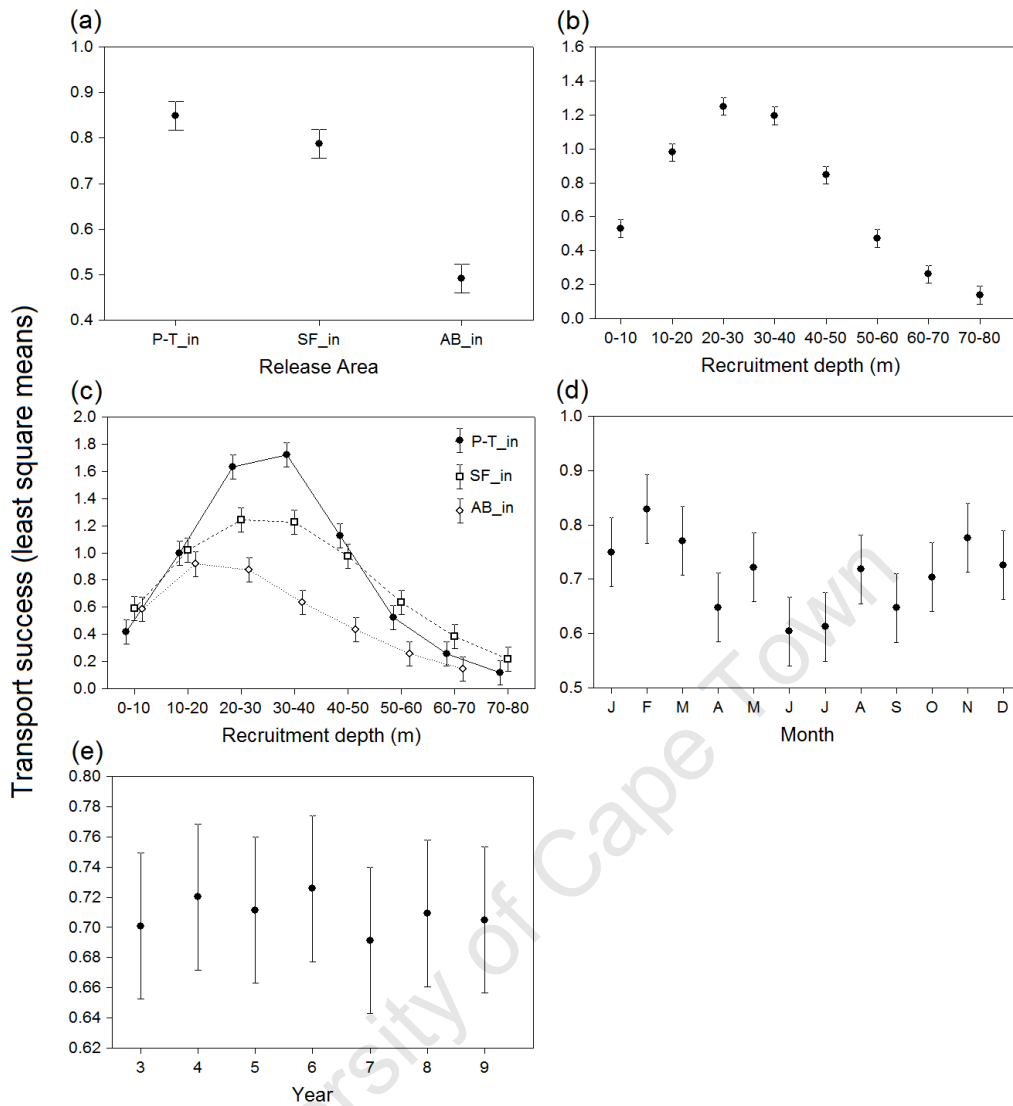 Transport success (least square means)
(a)
1.0
0.9
0.8
0.7
0.6
0.5
0.4
P-T_in SF_in AB_in
Release Area
(b)
1.6
1.4
1.2
1.0
0.8
0.6
0.4
0.2
0.0
0-10 10-20 20-30 30-40 40-50 50-60 60-70 70-80
Recruitment depth (m)
(c)
2.0
1.8
1.6
1.4
1.2
1.0
0.8
0.6
0.4
0.2
0.0
P-T_in
SF_in
AB_in
0-10 10-20 20-30 30-40 40-50 50-60 60-70 70-80
Recruitment depth (m)
(d)
1.0
0.9
0.8
0.7
0.6
0.5
J F M A M J J A S O N D
Month
(e)
0.80
0.78
0.76
0.74
0.72
0.70
0.68
0.66
0.64
0.62
3 4 5 6 7 8 9
Year
ersity of Cape Town